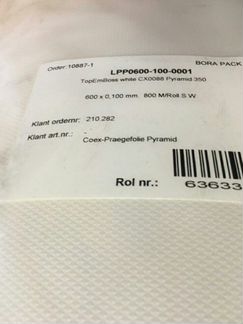 Order:10887-1 BORA PACK
LPP0600-100-0001
TopEmBoss white CX0088 Pyramid 350
600 x 0,100 mm. 800 M/Roll S.W.
Klant ordernr: 210.282
Klant art.nr.: -
Coex-Praegefolie Pyramid
Rol nr.: 63633